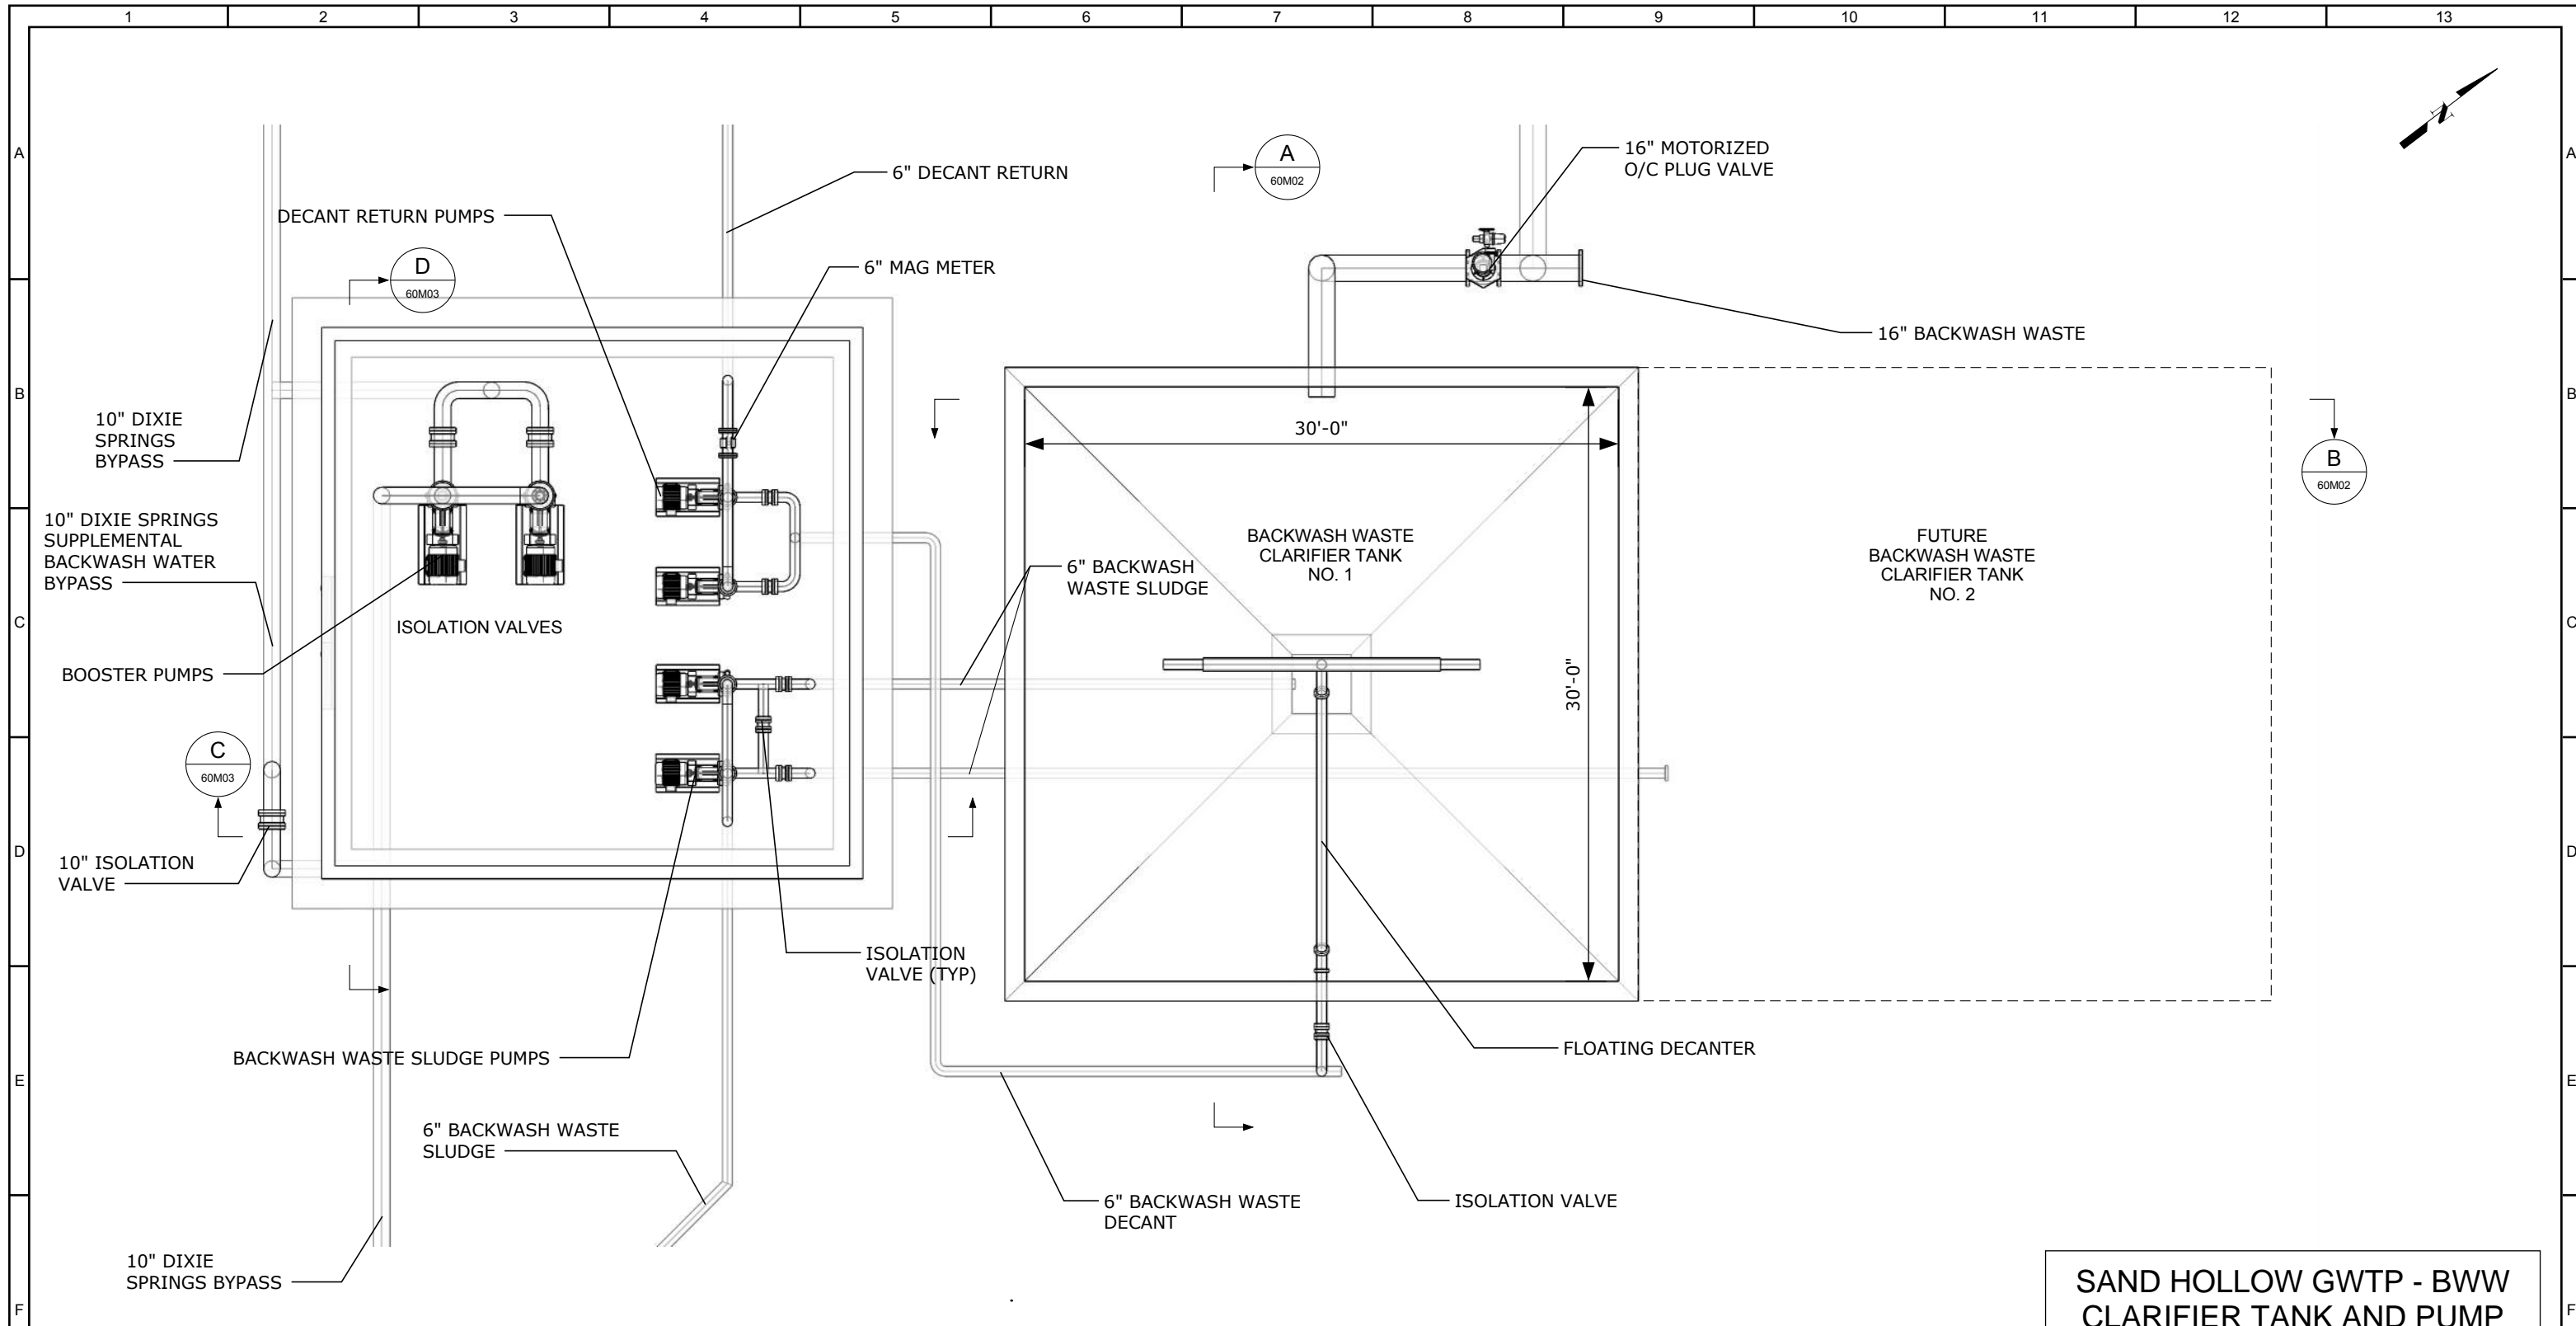 1 2 3 4 5 6 7 8 9 10 11 12 13
A
A
B
B
C
C
D
D
E
E
F
F
N
6" DECANT RETURN
DECANT RETURN PUMPS
6" MAG METER
D
60M03
A
60M02
16" MOTORIZED
O/C PLUG VALVE
16" BACKWASH WASTE
10" DIXIE
SPRINGS
BYPASS
10" DIXIE SPRINGS
SUPPLEMENTAL
BACKWASH WATER
BYPASS
BOOSTER PUMPS
ISOLATION VALVES
C
60M03
10" ISOLATION
VALVE
6" BACKWASH
WASTE SLUDGE
30'-0"
30'-0"
BACKWASH WASTE
CLARIFIER TANK
NO. 1
FUTURE
BACKWASH WASTE
CLARIFIER TANK
NO. 2
B
60M02
ISOLATION
VALVE (TYP)
BACKWASH WASTE SLUDGE PUMPS
FLOATING DECANTER
6" BACKWASH WASTE
SLUDGE
6" BACKWASH WASTE
DECANT
ISOLATION VALVE
10" DIXIE
SPRINGS BYPASS
SAND HOLLOW GWTP - BWW
CLARIFIER TANK AND PUMP